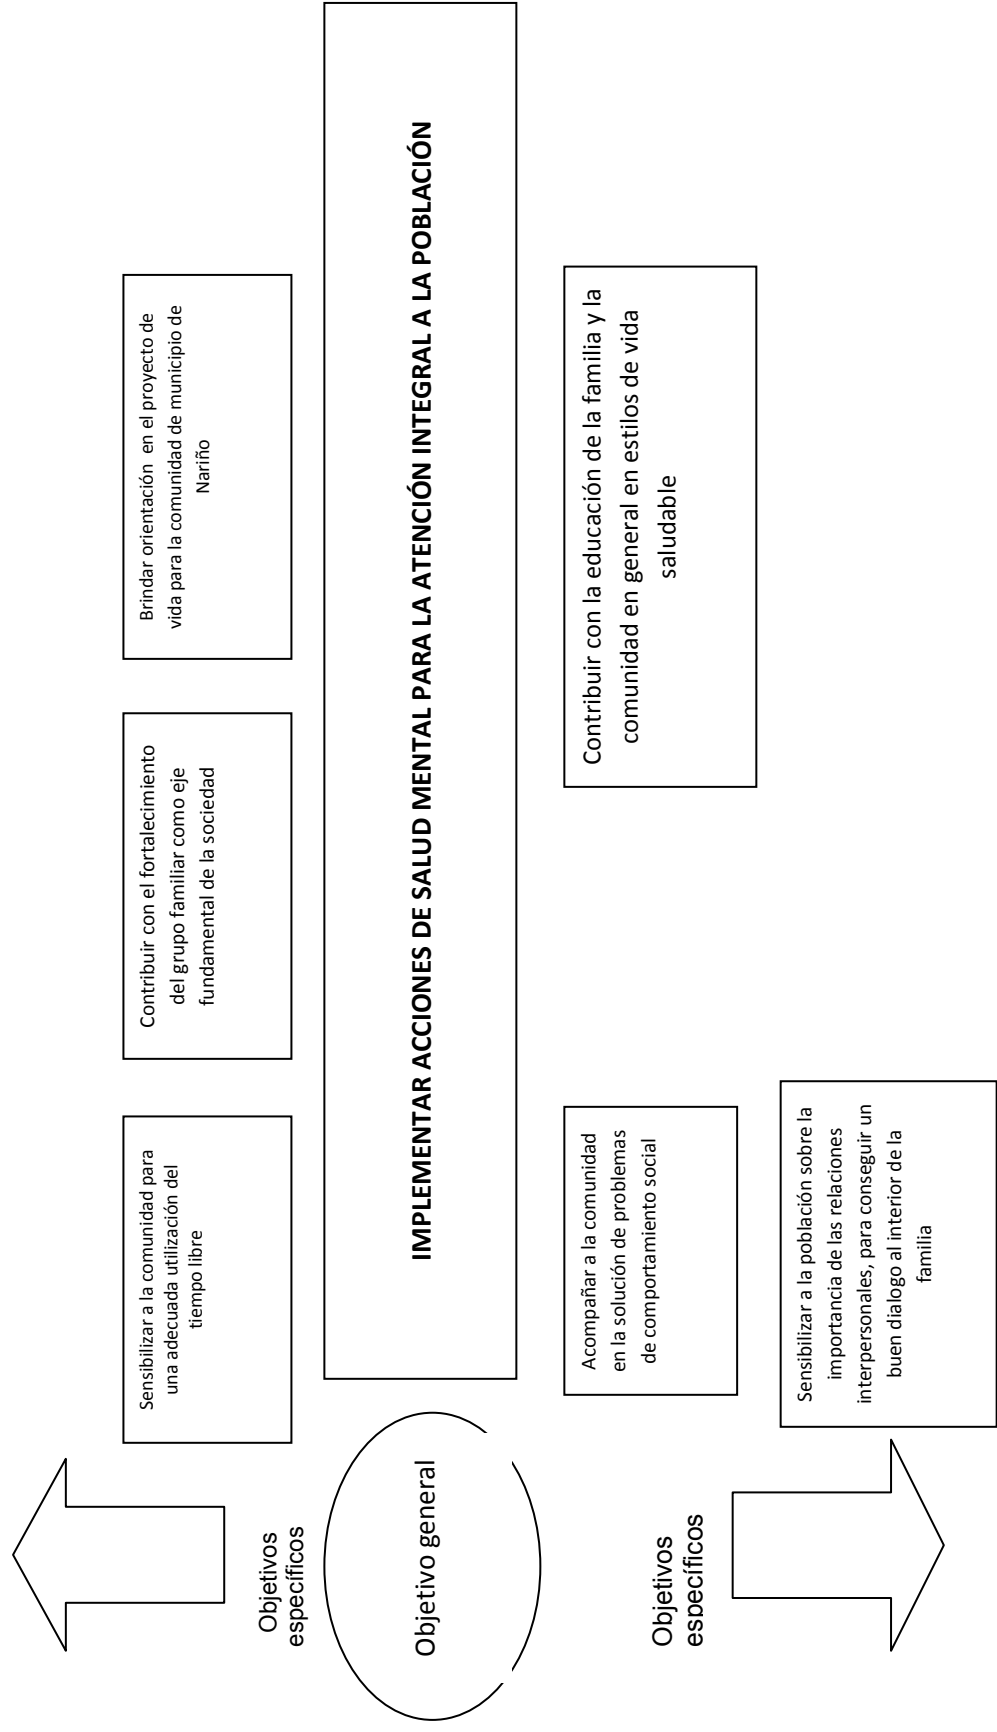 Sensibilizar a la comunidad para
una adecuada utilización del
tiempo libre
Contribuir con el fortalecimiento
del grupo familiar como eje
fundamental de la sociedad
Brindar orientación en el proyecto de
vida para la comunidad de municipio de
Nariño
Objetivos
específicos
Objetivo general
IMPLEMENTAR ACCIONES DE SALUD MENTAL PARA LA ATENCIÓN INTEGRAL A LA POBLACIÓN
Objetivos
específicos
Acompañar a la comunidad
en la solución de problemas
de comportamiento social
Contribuir con la educación de la familia y la
comunidad en general en estilos de vida
saludable
Sensibilizar a la población sobre la
importancia de las relaciones
interpersonales, para conseguir un
buen dialogo al interior de la
familia